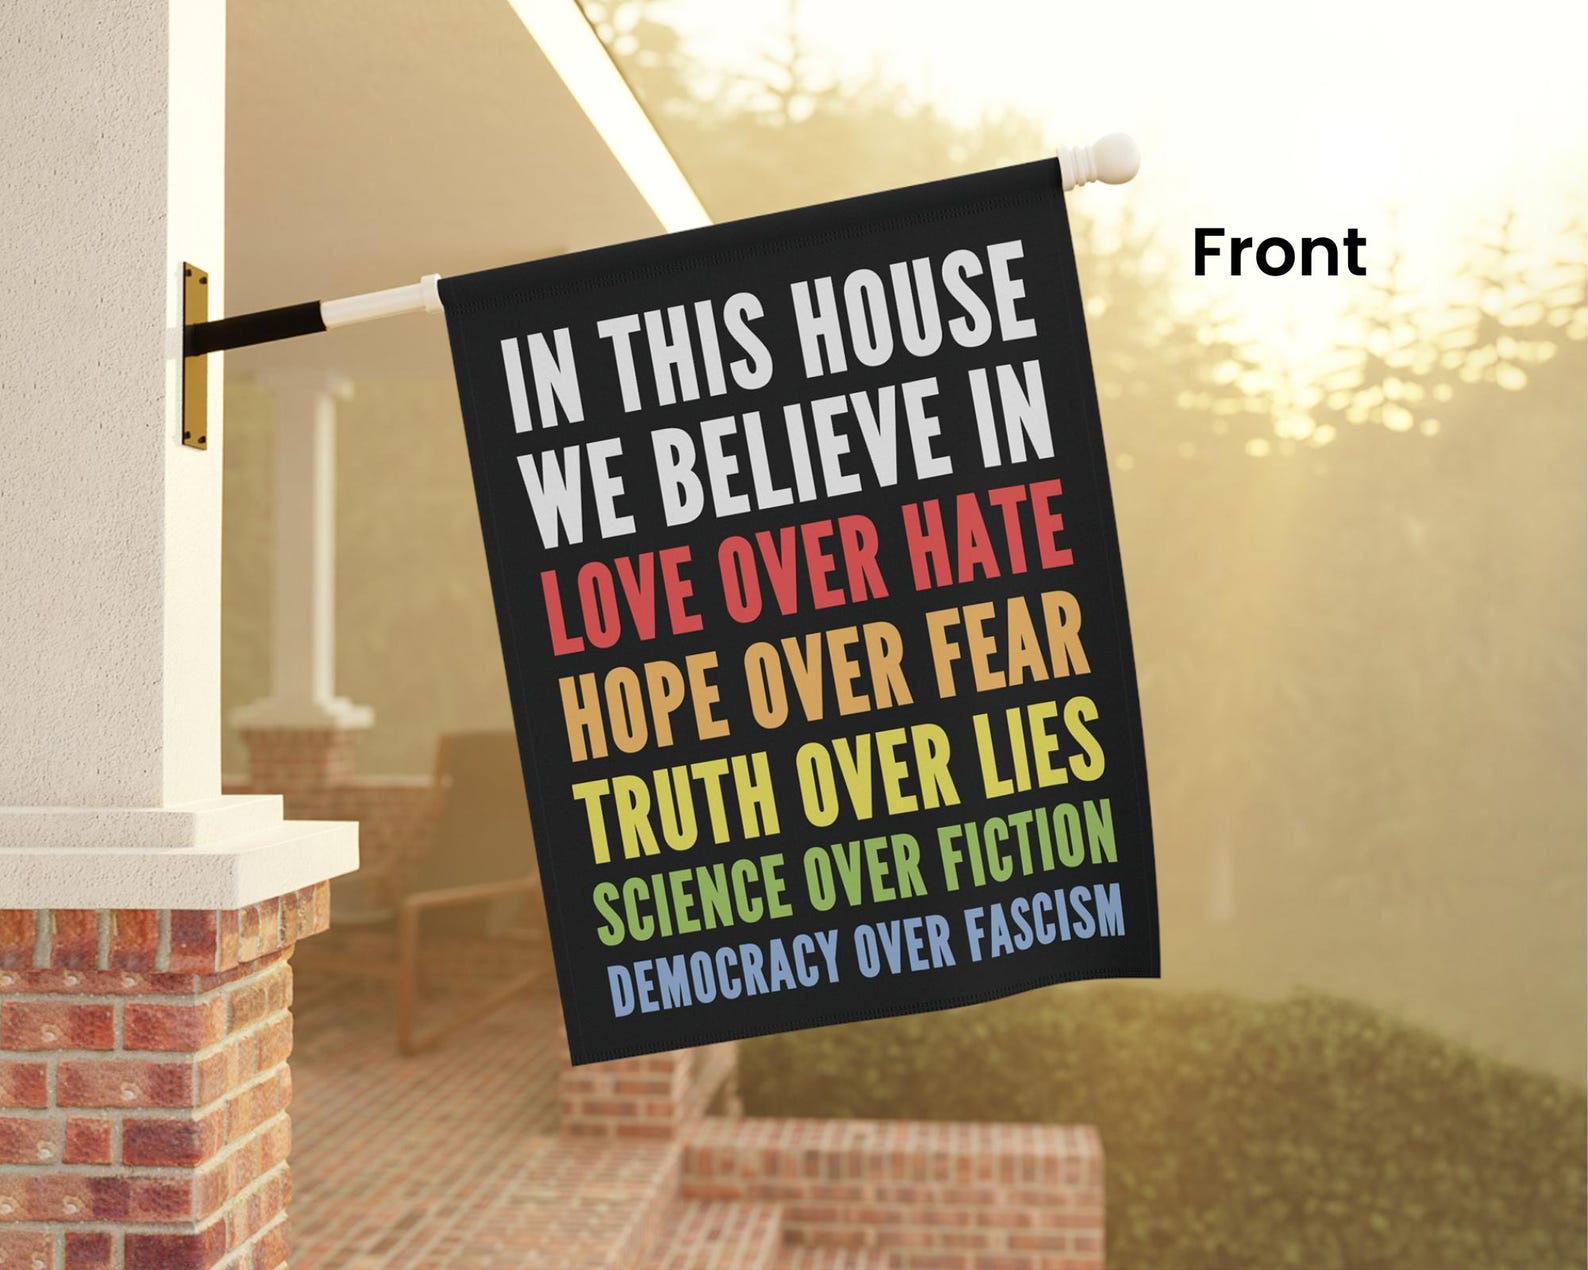 IN THIS HOUSE
WE BELIEVE IN
LOVE OVER HATE
HOPE OVER FEAR
TRUTH OVER LIES
SCIENCE OVER FICTION
DEMOCRACY OVER FASCISM
Front